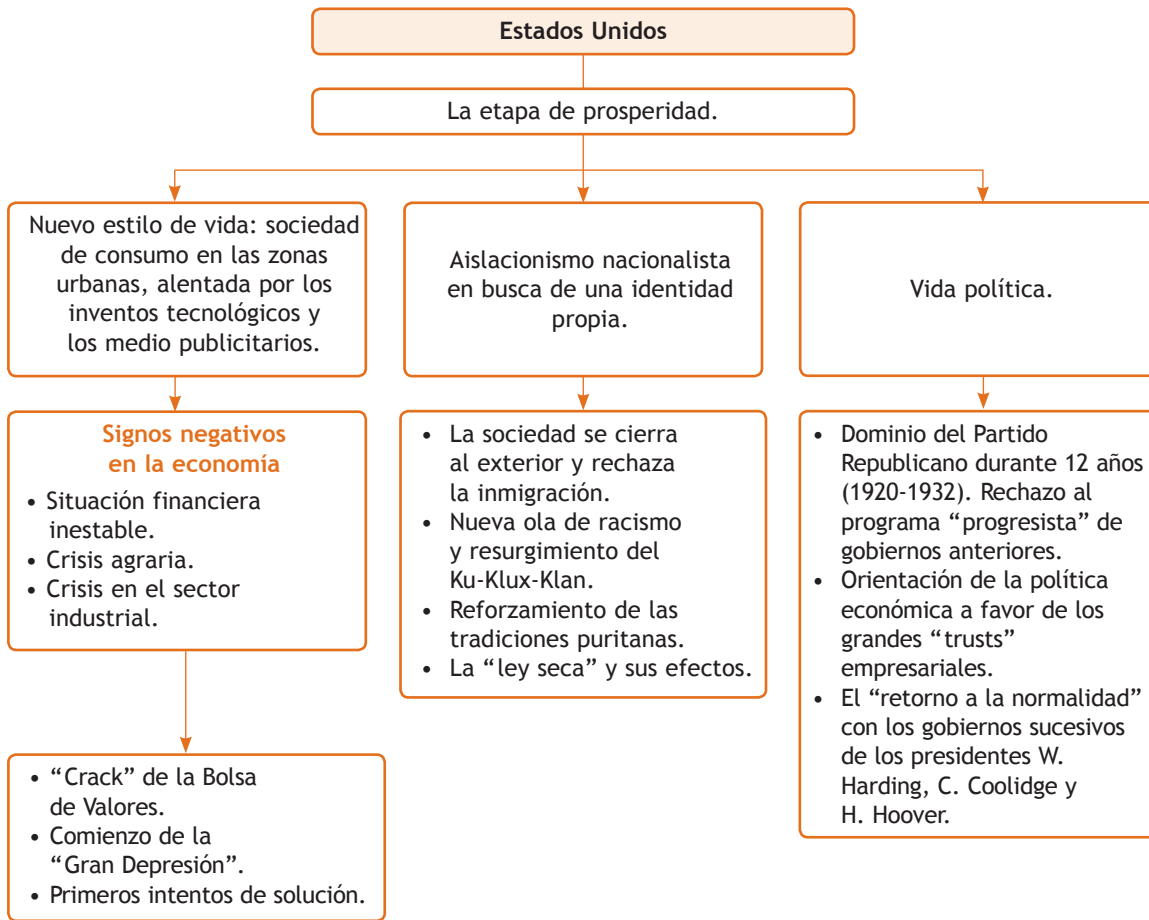 Estados Unidos
La etapa de prosperidad.
Nuevo estilo de vida: sociedad
de consumo en las zonas
urbanas, alentada por los
inventos tecnológicos y
los medio publicitarios.
Aislacionismo nacionalista
en busca de una identidad
propia.
Vida política.
Signos negativos
en la economía
• Situación financiera
inestable.
• Crisis agraria.
• Crisis en el sector
industrial.
• La sociedad se cierra
al exterior y rechaza
la inmigración.
• Nueva ola de racismo
y resurgimiento del
Ku-Klux-Klan.
• Reforzamiento de las
tradiciones puritanas.
• La “ley seca” y sus efectos.
• Dominio del Partido
Republicano durante 12 años
(1920-1932). Rechazo al
programa “progresista” de
gobiernos anteriores.
• Orientación de la política
económica a favor de los
grandes “trusts”
empresariales.
• El “retorno a la normalidad”
con los gobiernos sucesivos
de los presidentes W.
Harding, C. Coolidge y
H. Hoover.
• “Crack” de la Bolsa
de Valores.
• Comienzo de la
“Gran Depresión”.
• Primeros intentos de solución.